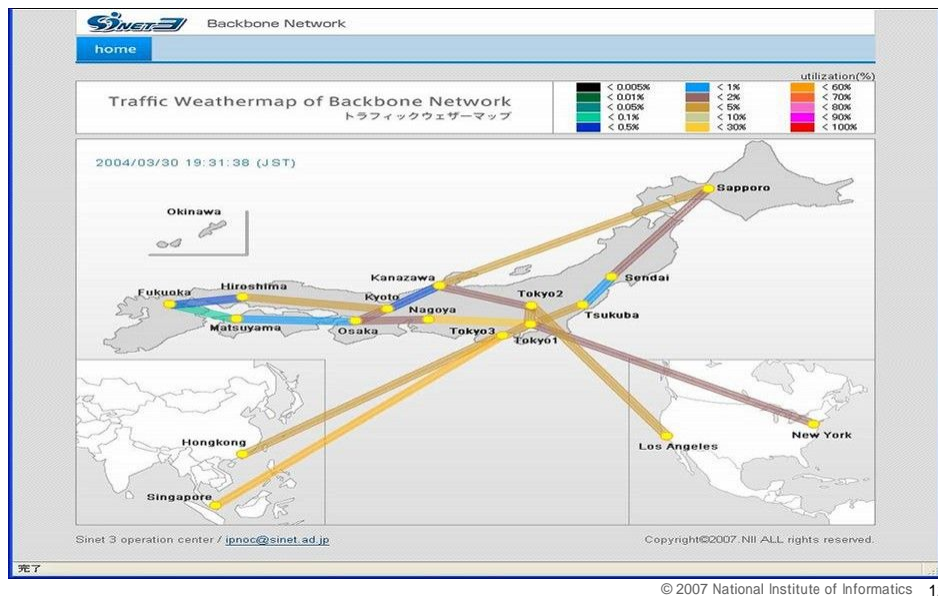 SINET3 Backbone Network
home
utilization(%)
Traffic Weathermap of Backbone Network
トラフィックウェザーマップ
< 0.005%
< 0.01%
< 0.05%
< 0.1%
< 0.5%
< 1%
< 2%
< 5%
< 10%
< 30%
< 60%
< 70%
< 80%
< 90%
< 100%
2004/03/30 19:31:38 (JST)
Sapporo
Okinawa
Kanazawa
Sendai
Fukuoka
Hiroshima
Kyoto
Tokyo2
Nagoya
Tsukuba
Matsuyama
Osaka
Tokyo3
Tokyo1
Hongkong
New York
Los Angeles
Singapore
Sinet 3 operation center / ipnoc@sinet.ad.jp
Copyright©2007.NII ALL rights reserved.
完了
© 2007 National Institute of Informatics